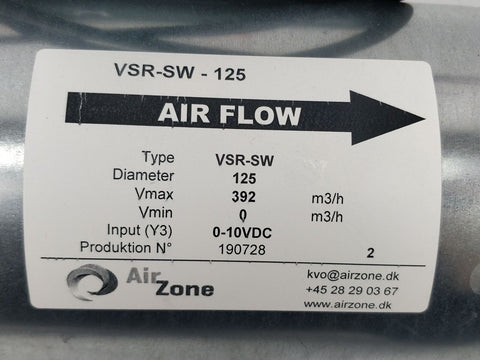 VSR-SW - 125
AIR FLOW
Type VSR-SW
Diameter 125
Vmax 392 m3/h
Vmin 0 m3/h
Input (Y3) 0-10VDC
Produktion N° 190728 2
Air Zone
kvo@airzone.dk
+45 28 29 03 67
www.airzone.dk